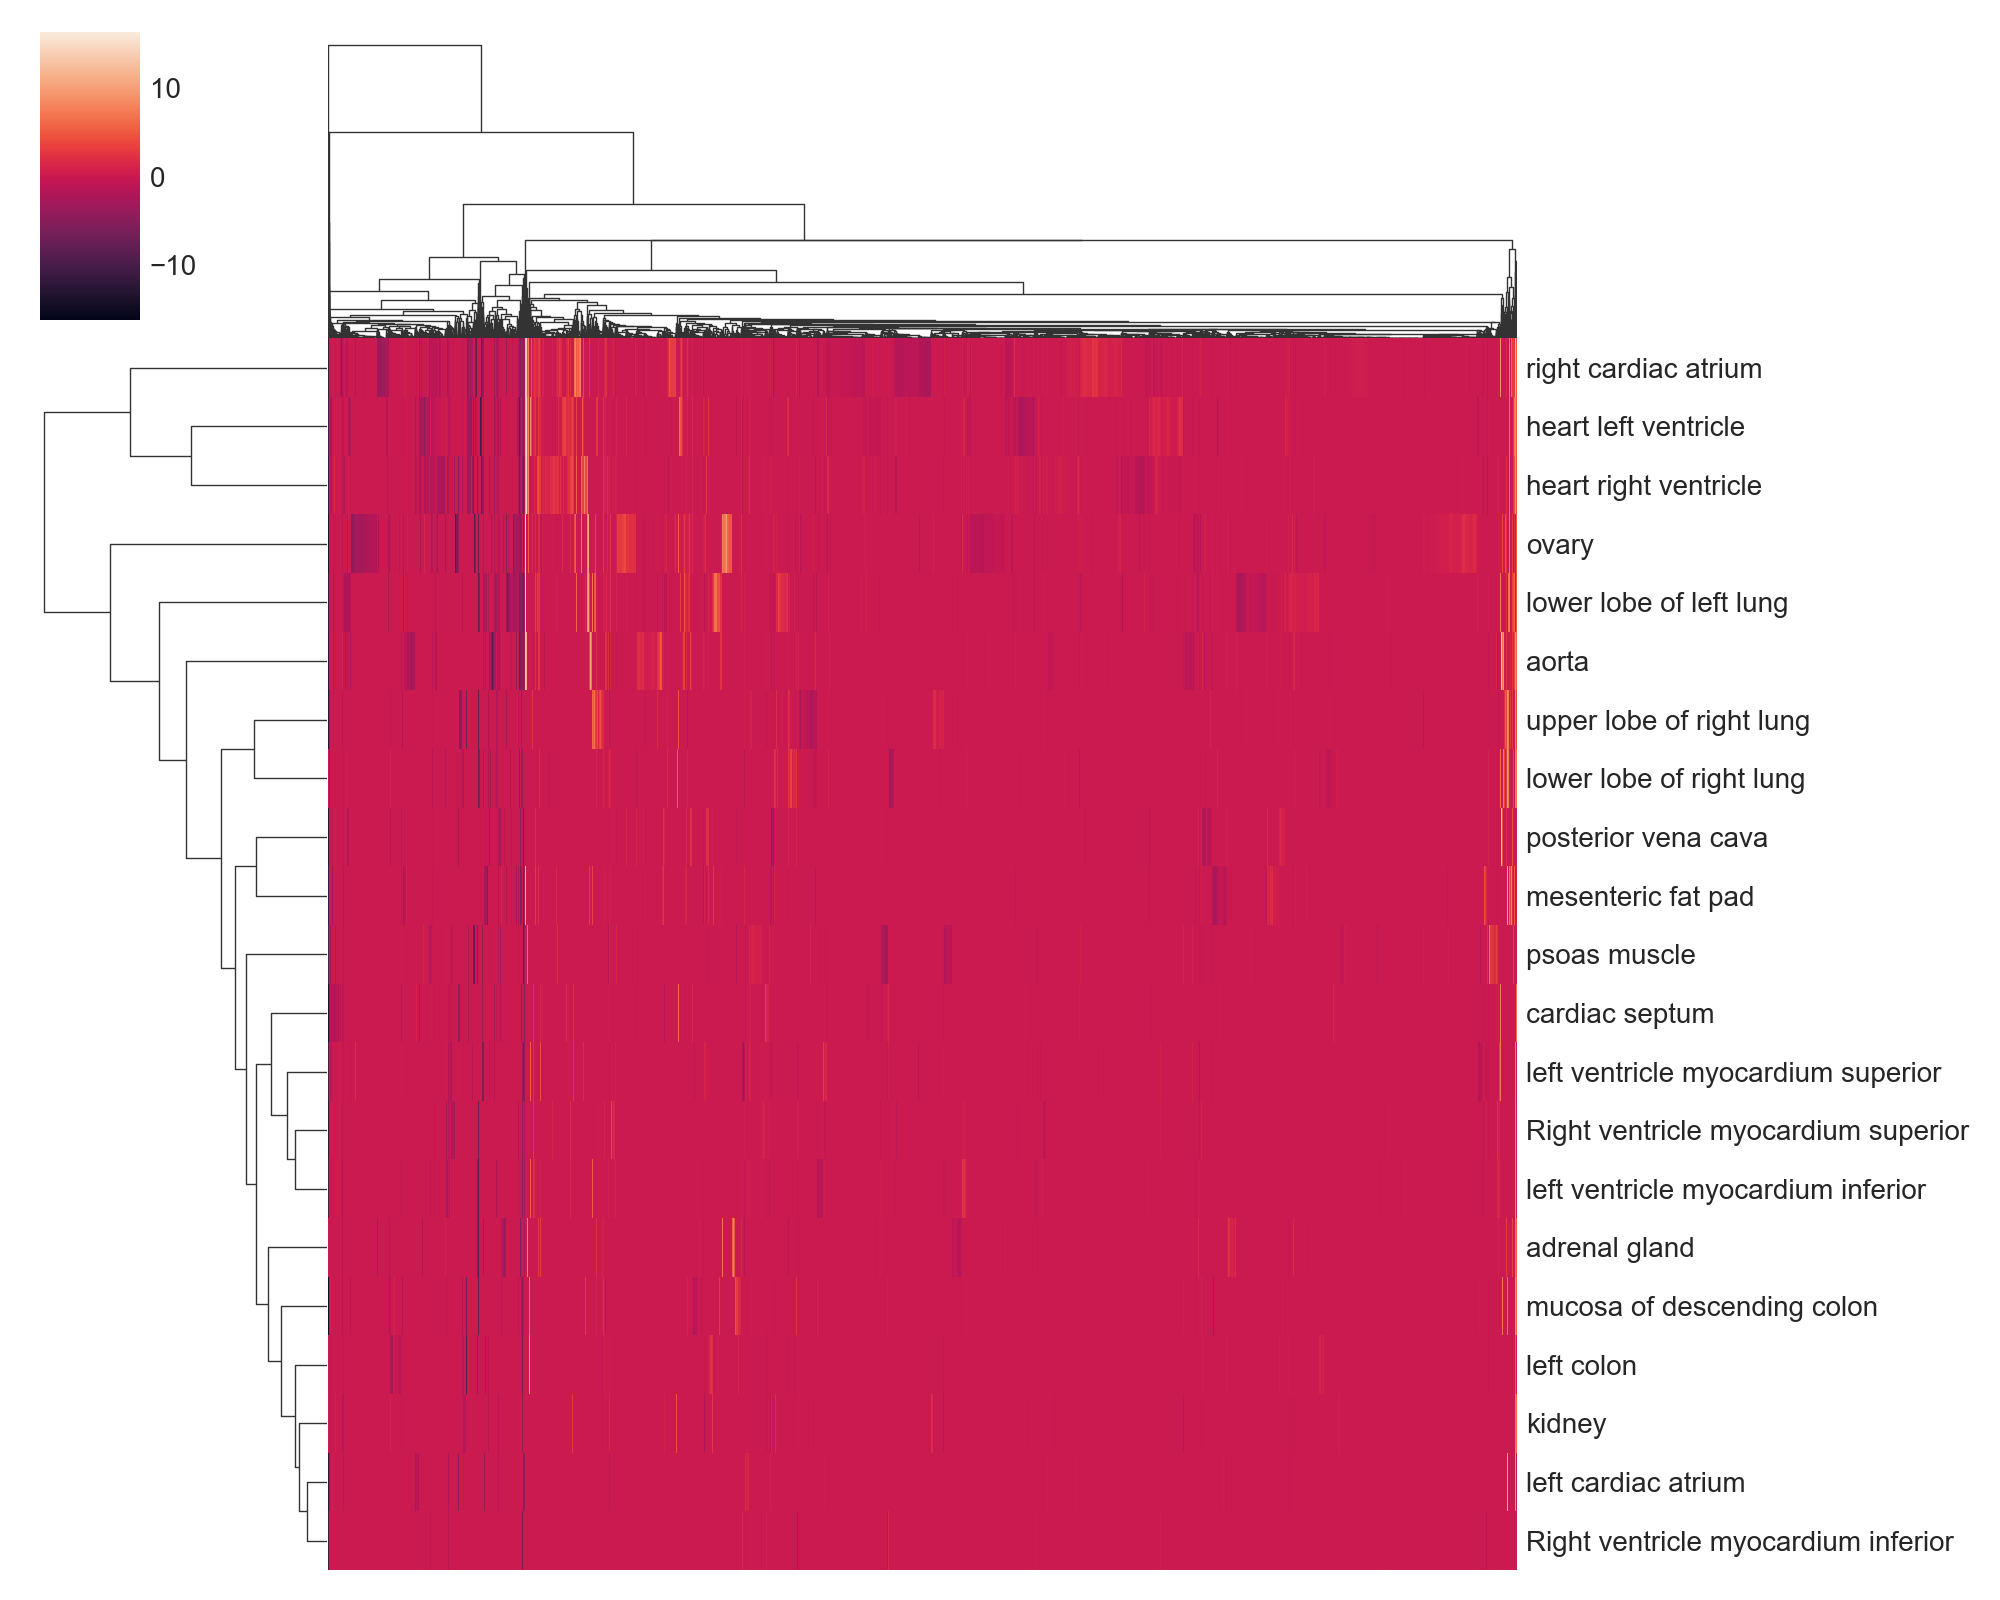 10
0
−10
right cardiac atrium
heart left ventricle
heart right ventricle
ovary
lower lobe of left lung
aorta
upper lobe of right lung
lower lobe of right lung
posterior vena cava
mesenteric fat pad
psoas muscle
cardiac septum
left ventricle myocardium superior
Right ventricle myocardium superior
left ventricle myocardium inferior
adrenal gland
mucosa of descending colon
left colon
kidney
left cardiac atrium
Right ventricle myocardium inferior